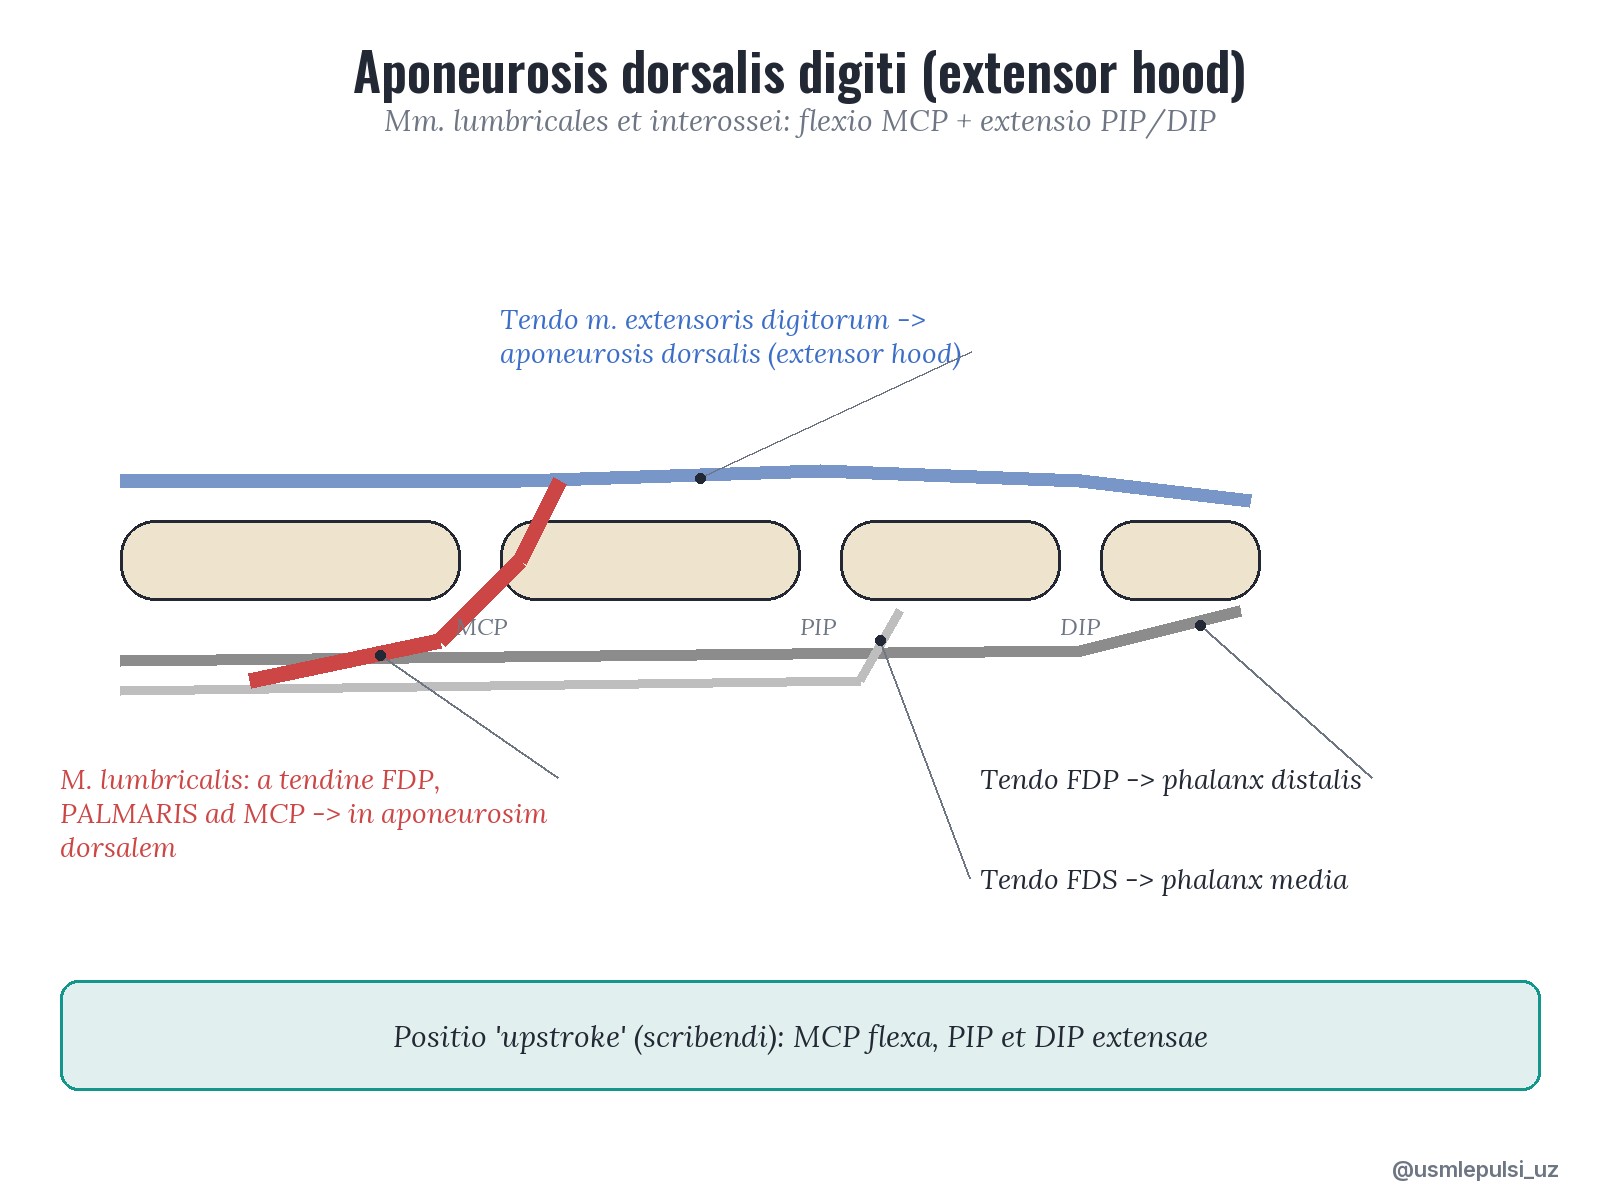 Aponeurosis dorsalis digiti (extensor hood)
Mm. lumbricales et interossei: flexio MCP + extensio PIP/DIP
Tendo m. extensoris digitorum ->
aponeurosis dorsalis (extensor hood)
MCP
PIP
DIP
M. lumbricalis: a tendine FDP,
PALMARIS ad MCP -> in aponeurosim
dorsalem
Tendo FDP -> phalanx distalis
Tendo FDS -> phalanx media
Positio 'upstroke' (scribendi): MCP flexa, PIP et DIP extensae
@usmlepulsi_uz